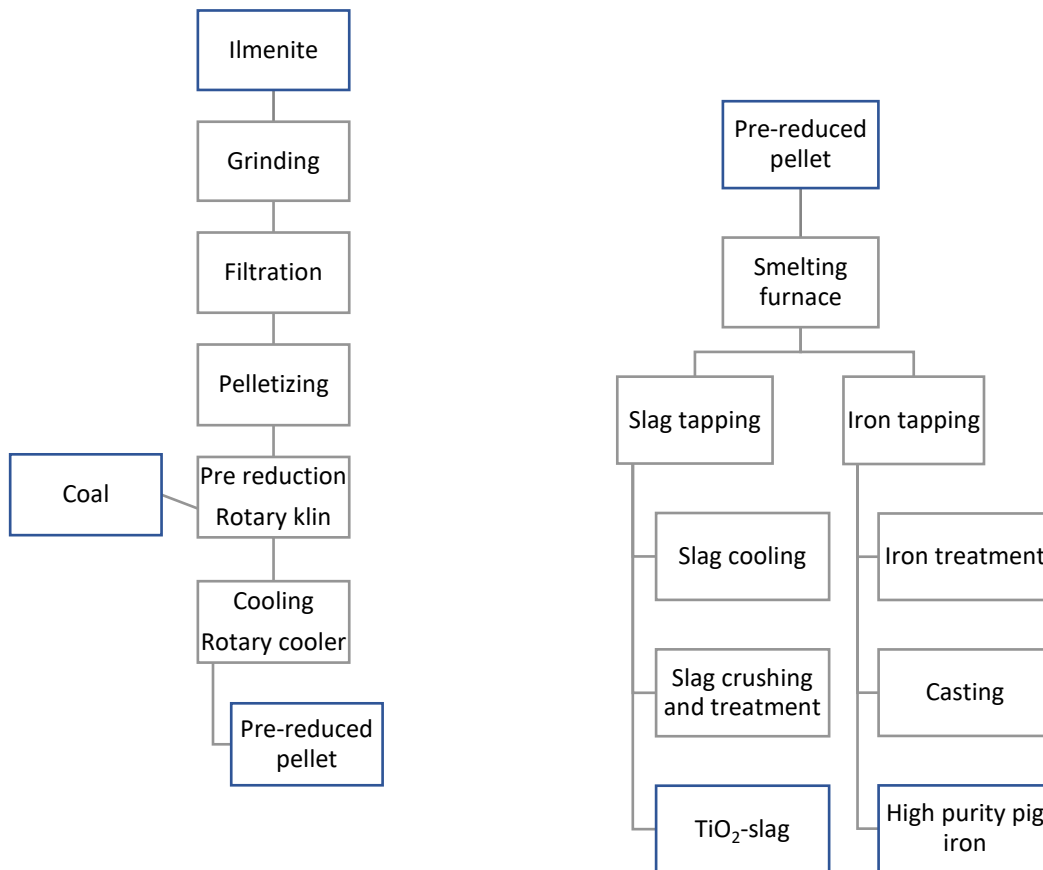 Ilmenite
Grinding
Filtration
Pelletizing
Coal
Pre reduction
Rotary klin
Cooling
Rotary cooler
Pre-reduced
pellet
Pre-reduced
pellet
Smelting
furnace
Slag tapping
Iron tapping
Slag cooling
Iron treatment
Slag crushing
and treatment
Casting
TiO₂-slag
High purity pig
iron